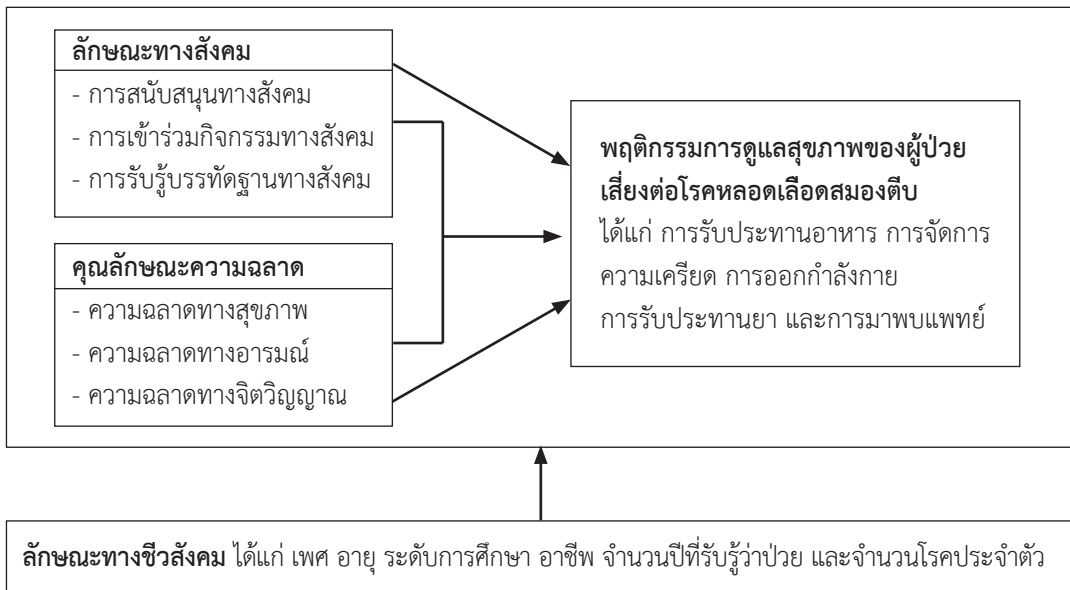 ลักษณะทางสังคม
- การสนับสนุนทางสังคม
- การเข้าร่วมกิจกรรมทางสังคม
- การรับรู้บรรทัดฐานทางสังคม
คุณลักษณะความฉลาด
- ความฉลาดทางสุขภาพ
- ความฉลาดทางอารมณ์
- ความฉลาดทางจิตวิญญาณ
พฤติกรรมการดูแลสุขภาพของผู้ป่วย
เสี่ยงต่อโรคหลอดเลือดสมองตีบ
ได้แก่ การรับประทานอาหาร การจัดการ
ความเครียด การออกกำลังกาย
การรับประทานยา และการมาพบแพทย์
ลักษณะทางชีวสังคม ได้แก่ เพศ อายุ ระดับการศึกษา อาชีพ จำนวนปีที่รับรู้ว่าป่วย และจำนวนโรคประจำตัว